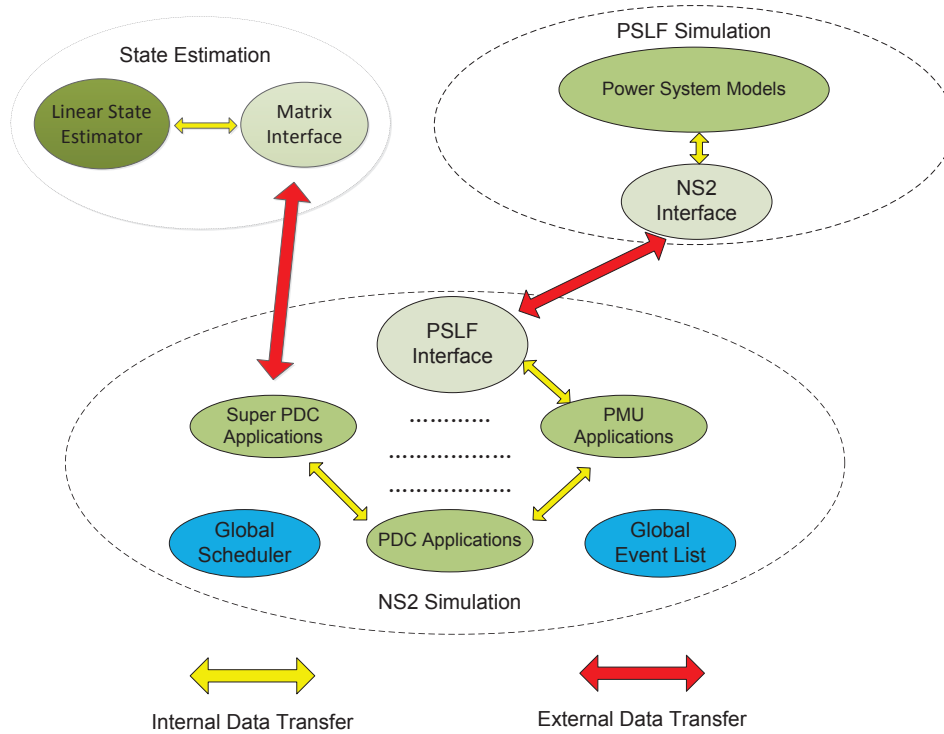 PSLF Simulation
State Estimation
Linear State
Estimator
Matrix
Interface
Power System Models
NS2
Interface
PSLF
Interface
Super PDC
Applications
PMU
Applications
............
..................
..................
Global
Scheduler
PDC Applications
Global
Event List
NS2 Simulation
Internal Data Transfer
External Data Transfer